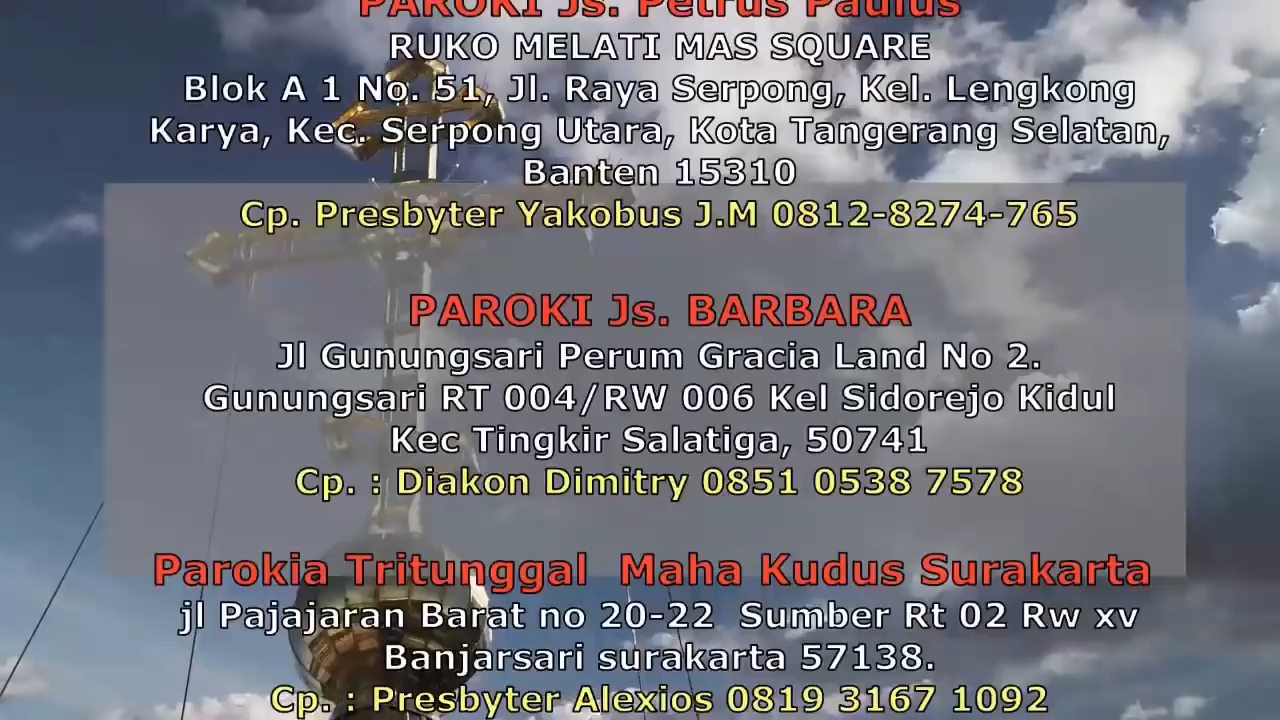 PAROKI Js. Petrus Paulus
RUKO MELATI MAS SQUARE
Blok A 1 No. 51, Jl. Raya Serpong, Kel. Lengkong
Karya, Kec. Serpong Utara, Kota Tangerang Selatan,
Banten 15310
Cp. Presbyter Yakobus J.M 0812-8274-765
PAROKI Js. BARBARA
Jl Gunungsari Perum Gracia Land No 2.
Gunungsari RT 004/RW 006 Kel Sidorejo Kidul
Kec Tingkir Salatiga, 50741
Cp. : Diakon Dimitry 0851 0538 7578
Parokia Tritunggal  Maha Kudus Surakarta
jl Pajajaran Barat no 20-22  Sumber Rt 02 Rw xv
Banjarsari surakarta 57138.
Cp. : Presbyter Alexios 0819 3167 1092